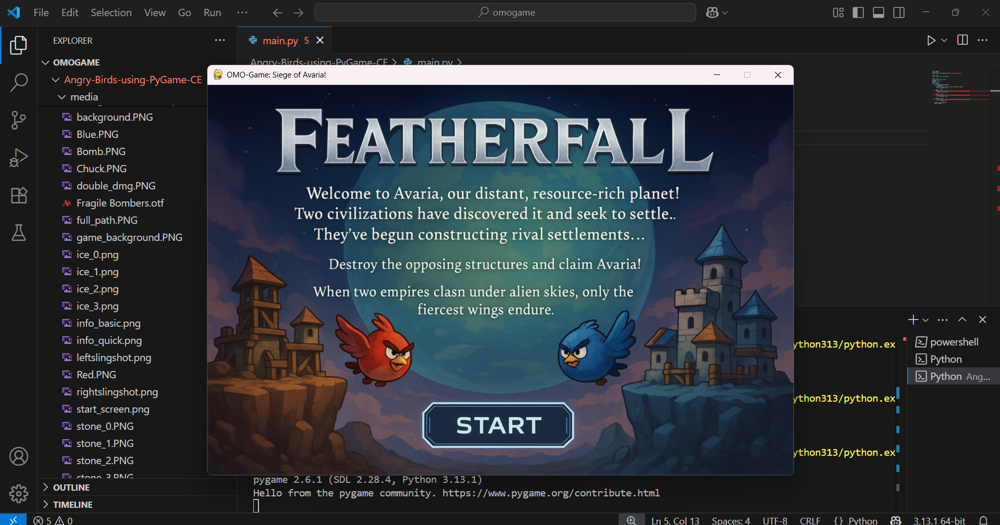 File Edit Selection View Go Run ...
omogame
EXPLORER ...
main.py 5
OMOGAME
Angry-Birds-using-PyGame-CE > main.py >
Angry-Birds-using-PyGame-CE
media
background.PNG
Blue.PNG
Bomb.PNG
Chuck.PNG
double_dmg.PNG
Fragile Bombers.otf
full_path.PNG
game_background.PNG
ice_0.png
ice_1.png
ice_2.png
ice_3.png
info_basic.png
info_quick.png
leftslingshot.png
Red.PNG
rightslingshot.png
start_screen.png
stone_0.PNG
stone_1.PNG
stone_2.PNG
stone_3.PNG
OUTLINE
TIMELINE
OMO-Game: Siege of Avaria!
FEATHERFALL
Welcome to Avaria, our distant, resource-rich planet!
Two civilizations have discovered it and seek to settle..
They've begun constructing rival settlements...
Destroy the opposing structures and claim Avaria!
When two empires clasn under alien skies, only the
fiercest wings endure.
START
ython313/python.ex
ython313/python.ex
ython313/python.ex
powershell
Python
Python Ang...
pygame 2.6.1 (SDL 2.28.4, Python 3.13.1)
Hello from the pygame community. https://www.pygame.org/contribute.html
5 0
Ln 5, Col 13 Spaces: 4 UTF-8 CRLF {} Python 3.13.1 64-bit